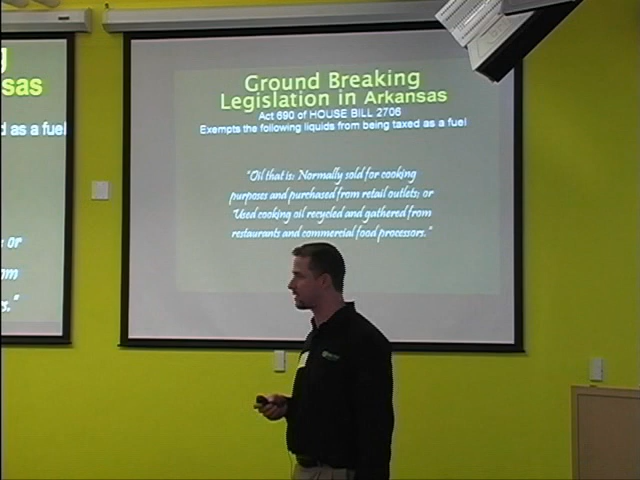 Ground Breaking
Legislation in Arkansas
Act 690 of HOUSE BILL 2706
Exempts the following liquids from being taxed as a fuel
"Oil that is: Normally sold for cooking
purposes and purchased from retail outlets; or
Used cooking oil recycled and gathered from
restaurants and commercial food processors."
g
sas
d as a fuel
; or
om
s."